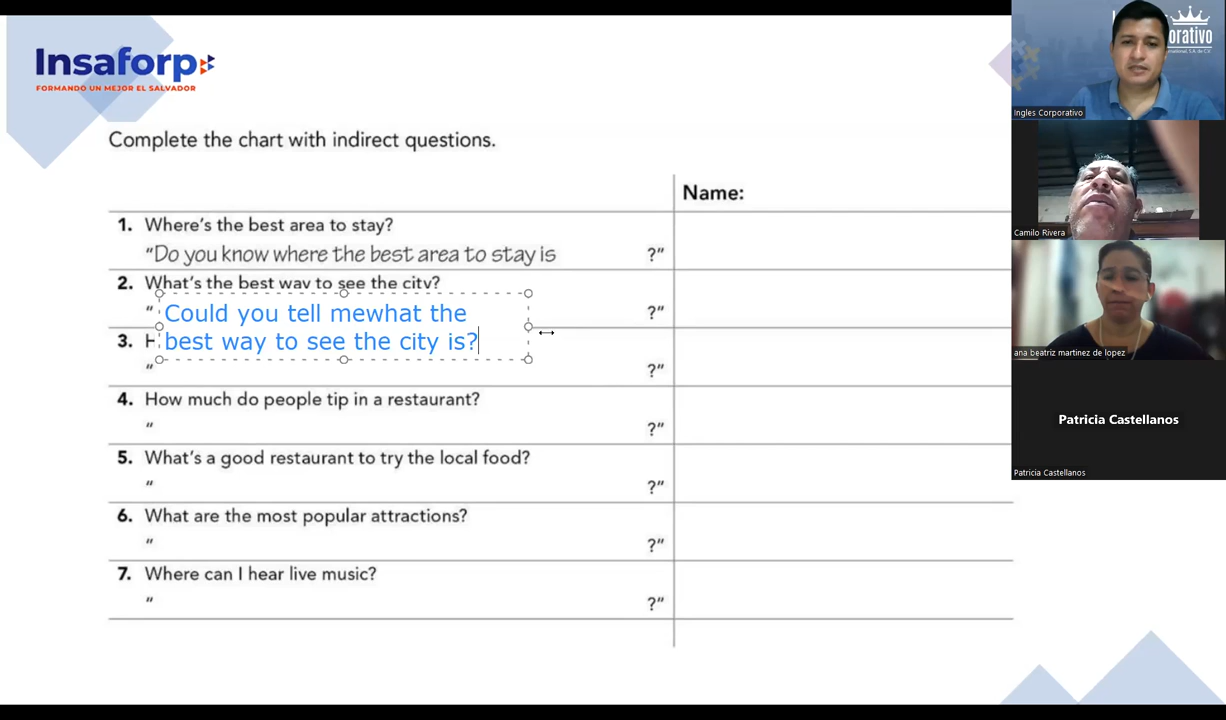 Insaforp
FORMANDO UN MEJOR EL SALVADOR
Complete the chart with indirect questions.
Name:
1. Where's the best area to stay?
"Do you know where the best area to stay is ?"
2. What's the best way to see the city?
" ?"
Could you tell mewhat the
best way to see the city is?
3. H
" ?"
4. How much do people tip in a restaurant?
" ?"
5. What's a good restaurant to try the local food?
" ?"
6. What are the most popular attractions?
" ?"
7. Where can I hear live music?
" ?"
orativo
Ingles Corporativo
Camilo Rivera
ana beatriz martinez de lopez
Patricia Castellanos
Patricia Castellanos